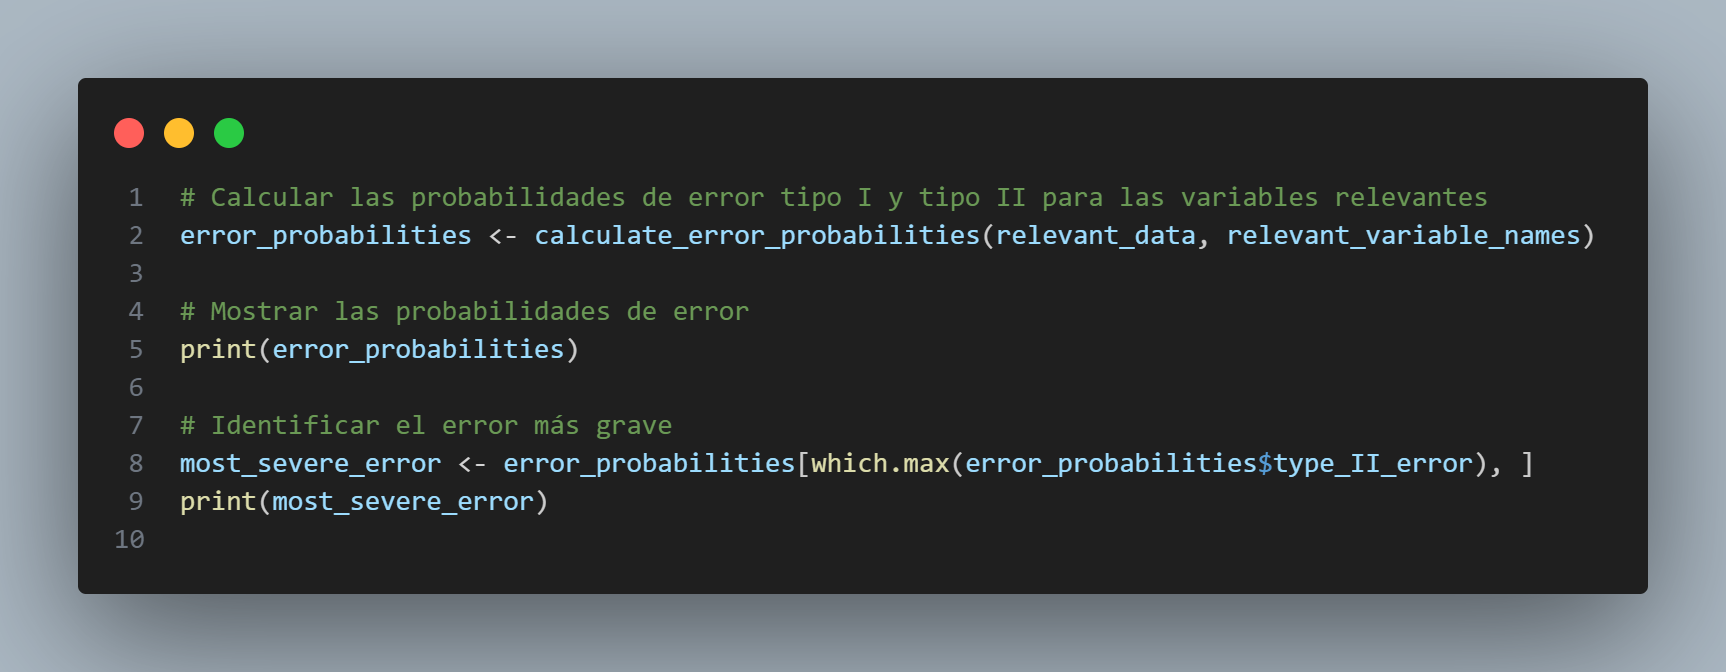 1 # Calcular las probabilidades de error tipo I y tipo II para las variables relevantes
2 error_probabilities <- calculate_error_probabilities(relevant_data, relevant_variable_names)
3
4 # Mostrar las probabilidades de error
5 print(error_probabilities)
6
7 # Identificar el error más grave
8 most_severe_error <- error_probabilities[which.max(error_probabilities$type_II_error), ]
9 print(most_severe_error)
10